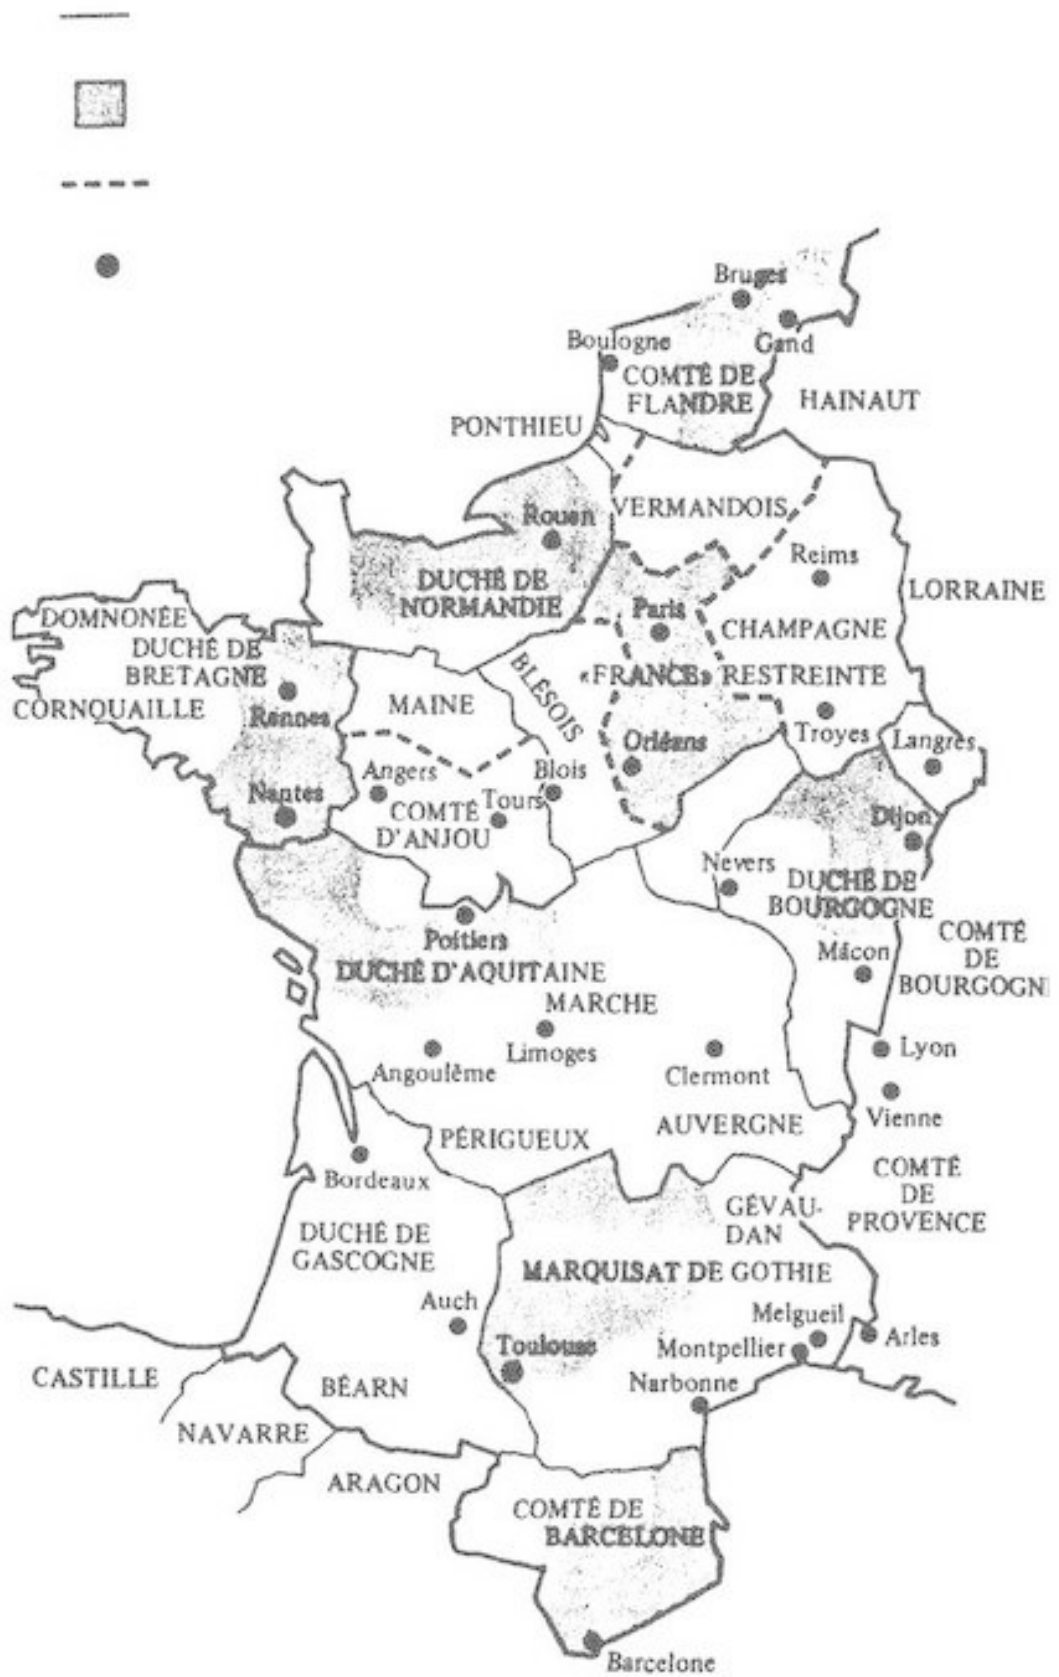 Bruges
Gand
Boulogne
COMTÉ DE
FLANDRE
HAINAUT
PONTHIEU
VERMANDOIS
Rouen
Reims
DUCHÉ DE
NORMANDIE
LORRAINE
Paris
DOMNONÉE
CHAMPAGNE
DUCHÉ DE
BRETAGNE
BLÉSOIS
«FRANCE»
RESTREINTE
CORNQUAILLE
Rennes
MAINE
Troyes
Langres
Orléans
Angers
Blois
Nantes
Tours
COMTÉ
D'ANJOU
Dijon
Nevers
DUCHÉ DE
BOURGOGNE
Poitiers
Mâcon
COMTÉ
DE
BOURGOGN
DUCHÉ D'AQUITAINE
MARCHE
Limoges
Angoulême
Clermont
Lyon
Vienne
PÉRIGUEUX
AUVERGNE
Bordeaux
COMTÉ
DE
PROVENCE
GÉVAU-
DAN
DUCHÉ DE
GASCOGNE
MARQUISAT DE GOTHIE
Auch
Melgueil
Arles
Toulouse
Montpellier
Narbonne
CASTILLE
BÉARN
NAVARRE
ARAGON
COMTÉ DE
BARCELONE
Barcelone